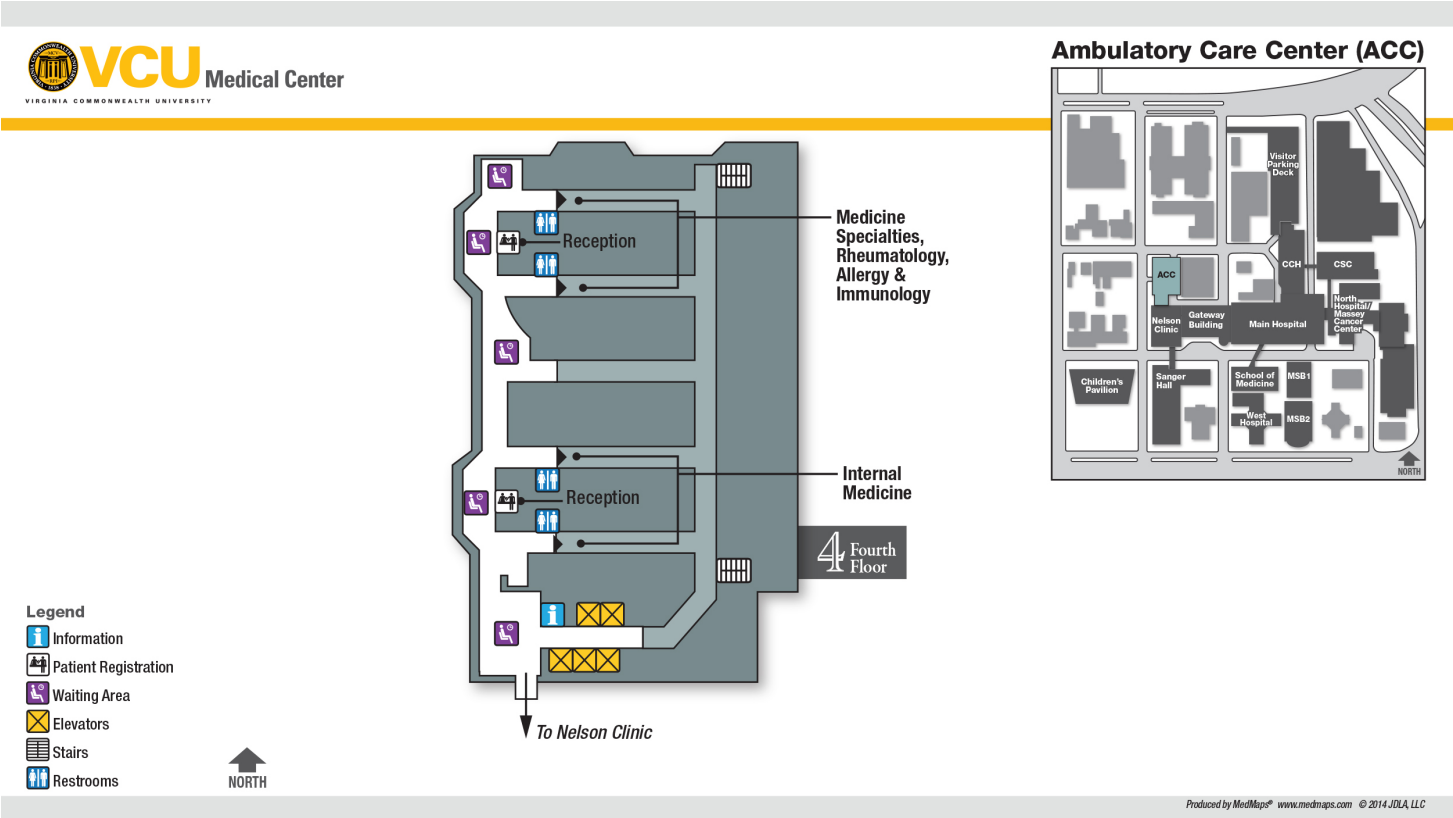 VCU Medical Center
VIRGINIA COMMONWEALTH UNIVERSITY
Ambulatory Care Center (ACC)
Visitor
Parking
Deck
CCH
CSC
ACC
North
Hospital/
Massey
Cancer
Center
Nelson
Clinic
Gateway
Building
Main Hospital
Children's
Pavilion
Sanger
Hall
School of
Medicine
MSB1
West
Hospital
MSB2
NORTH
Reception
Medicine
Specialties,
Rheumatology,
Allergy &
Immunology
Reception
Internal
Medicine
4 Fourth
Floor
To Nelson Clinic
Legend
Information
Patient Registration
Waiting Area
Elevators
Stairs
Restrooms
NORTH
Produced by MedMaps® www.medmaps.com © 2014 JDLA, LLC